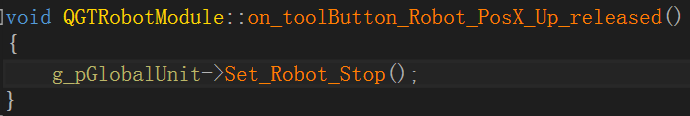 void QGTRobotModule::on_toolButton_Robot_PosX_Up_released()
{
    g_pGlobalUnit->Set_Robot_Stop();
}